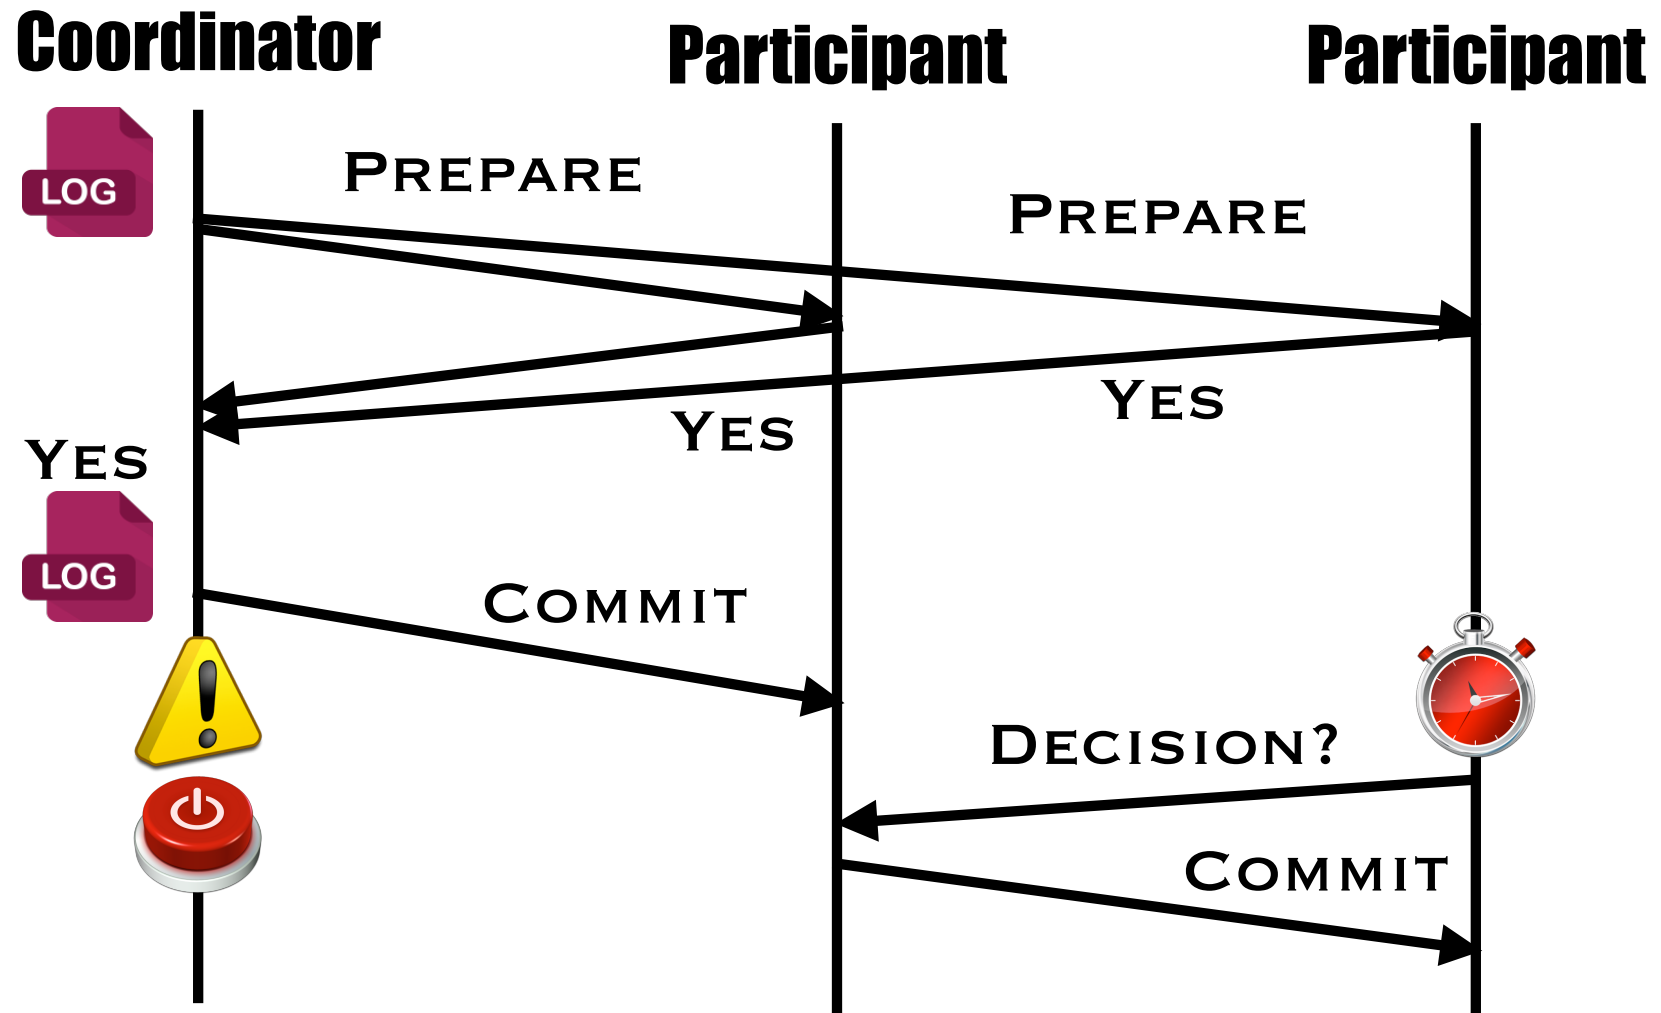 Coordinator
Participant
Participant
LOG
PREPARE
PREPARE
YES
YES
YES
LOG
COMMIT
DECISION?
COMMIT